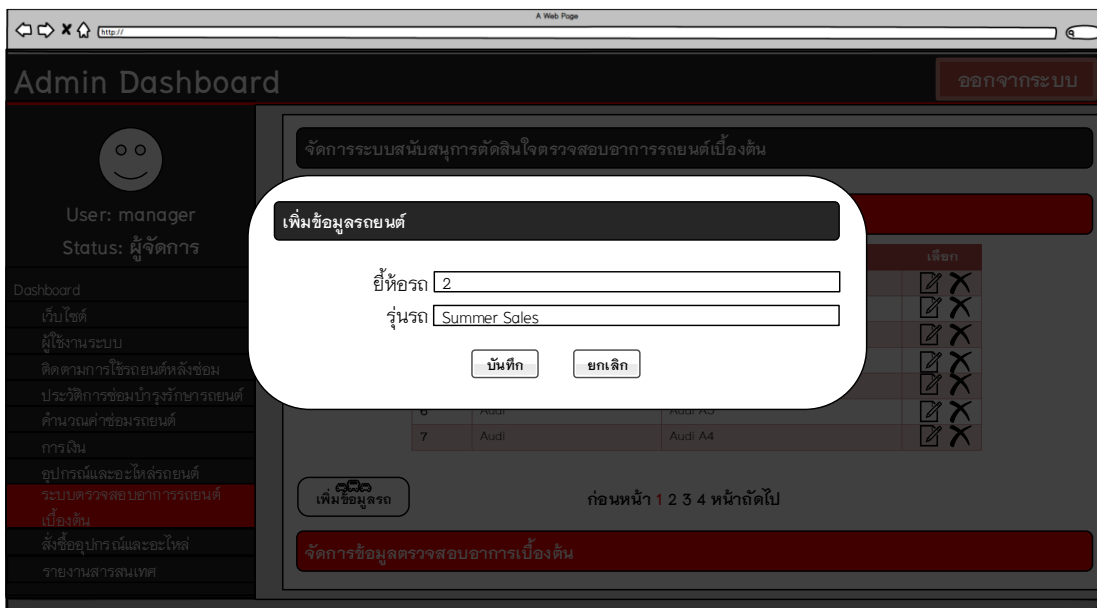 A Web Page
http://
Admin Dashboard
ออกจากระบบ
จัดการระบบสนับสนุการตัดสินใจตรวจสอบอาการรถยนต์เบื้องต้น
User: manager
Status: ผู้จัดการ
เพิ่มข้อมูลรถยนต์
ยี่ห้อรถ 2
รุ่นรถ Summer Sales
บันทึก ยกเลิก
เลือก
Dashboard
เว็บไซต์
ผู้ใช้งานระบบ
ติดตามการใช้รถยนต์หลังซ่อม
ประวัติการซ่อมบำรุงรักษารถยนต์
คำนวณค่าซ่อมรถยนต์
การเงิน
อุปกรณ์และอะไหล่รถยนต์
ระบบตรวจสอบอาการรถยนต์
เบื้องต้น
สั่งซื้ออุปกรณ์และอะไหล่
รายงานสารสนเทศ
6 Audi Audi A3
7 Audi Audi A4
เพิ่มข้อมูลรถ
ก่อนหน้า 1 2 3 4 หน้าถัดไป
จัดการข้อมูลตรวจสอบอาการเบื้องต้น